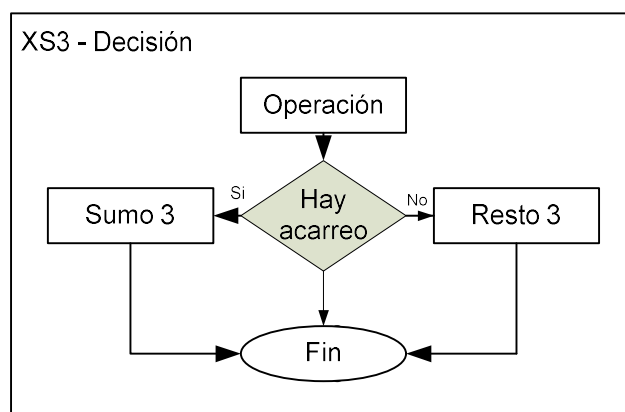 XS3 - Decisión
Operación
Si
Hay
acarreo
No
Sumo 3
Resto 3
Fin